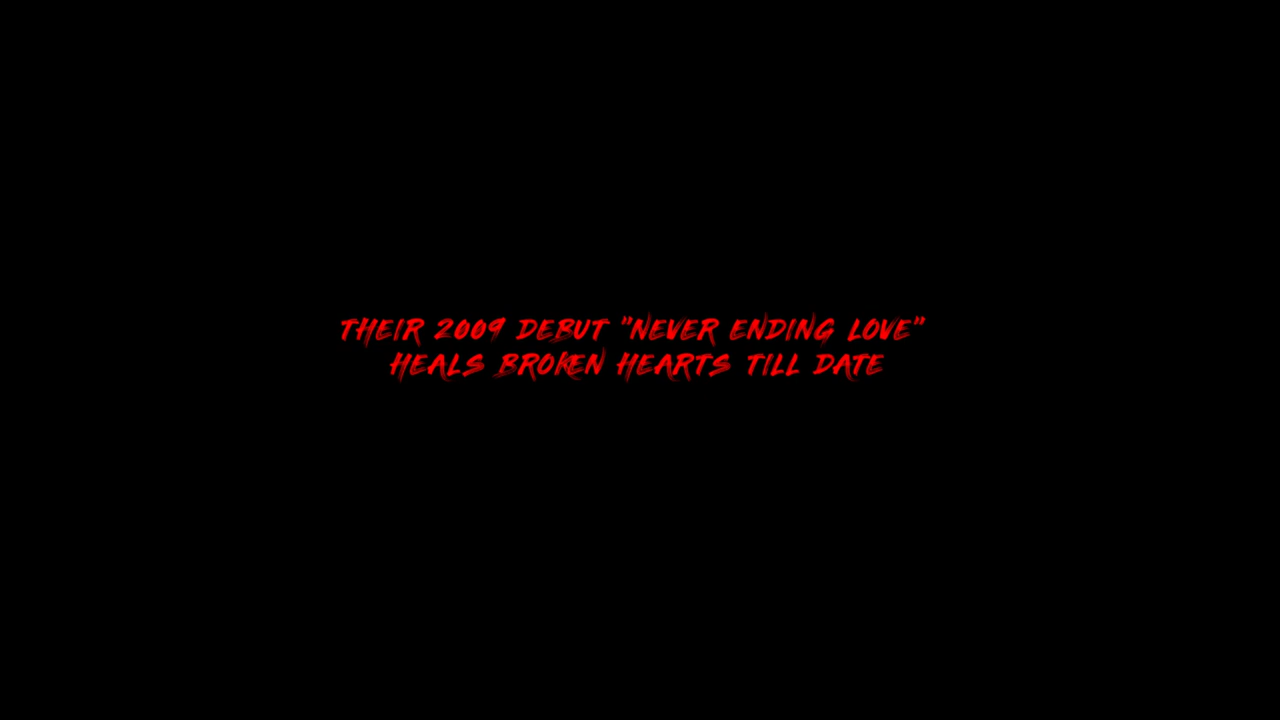 THEIR 2009 DEBUT "NEVER ENDING LOVE"
HEALS BROKEN HEARTS TILL DATE